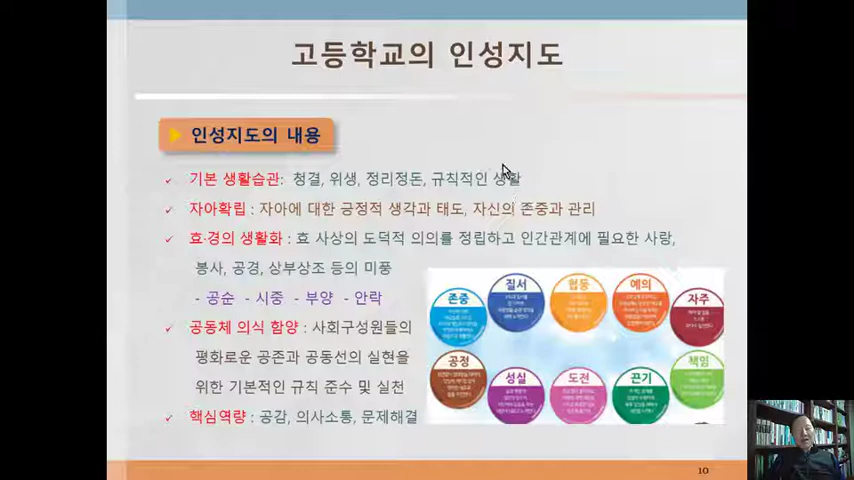 고등학교의 인성지도
인성지도의 내용
기본 생활습관: 청결, 위생, 정리정돈, 규칙적인 생활
자아확립 : 자아에 대한 긍정적 생각과 태도, 자신의 존중과 관리
효·경의 생활화 : 효 사상의 도덕적 의의를 정립하고 인간관계에 필요한 사랑,
봉사, 공경, 상부상조 등의 미풍
- 공순 - 시중 - 부양 - 안락
공동체 의식 함양 : 사회구성원들의
평화로운 공존과 공동선의 실현을
위한 기본적인 규칙 준수 및 실천
핵심역량 : 공감, 의사소통, 문제해결
존중
질서
협동
예의
자주
공정
성실
도전
끈기
책임
10